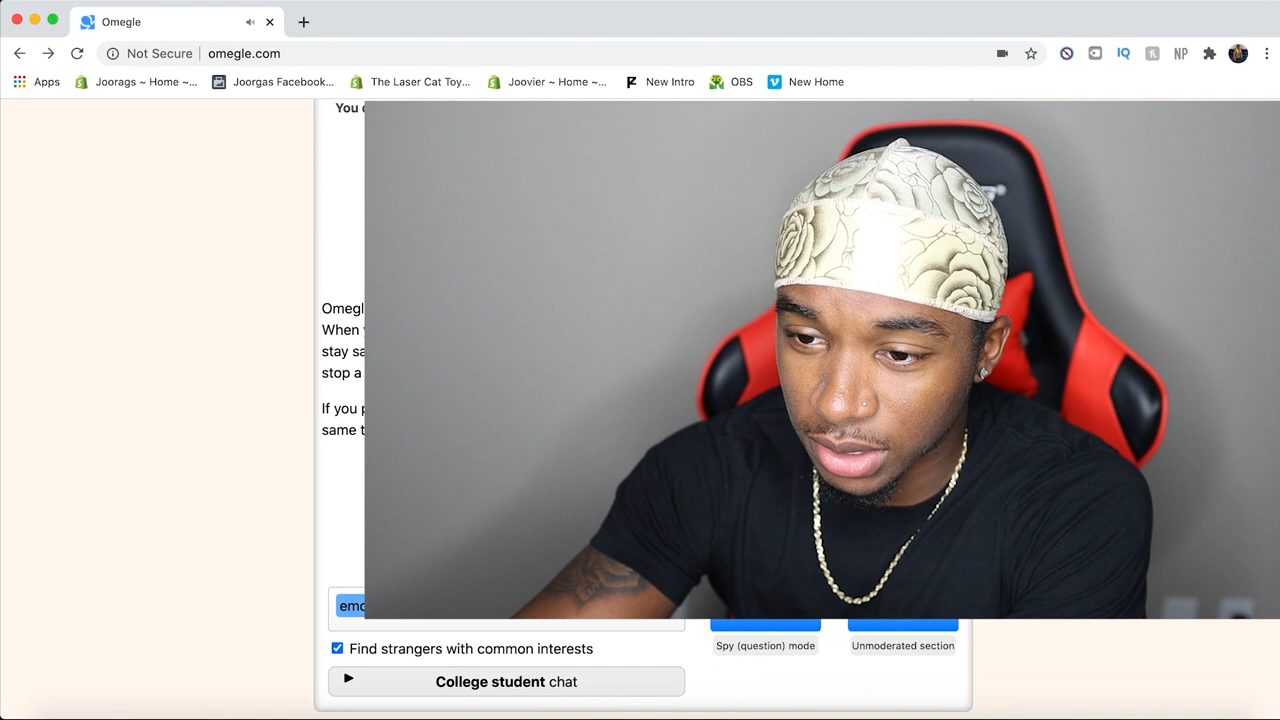 Omegle
Not Secure omegle.com
IQ
NP
Apps Joorags ~ Home ~... Joorgas Facebook... The Laser Cat Toy... Joovier ~ Home ~... New Intro OBS New Home
You
Omegl
When
stay sa
stop a
If you
same t
emo
Find strangers with common interests
Spy (question) mode Unmoderated section
College student chat